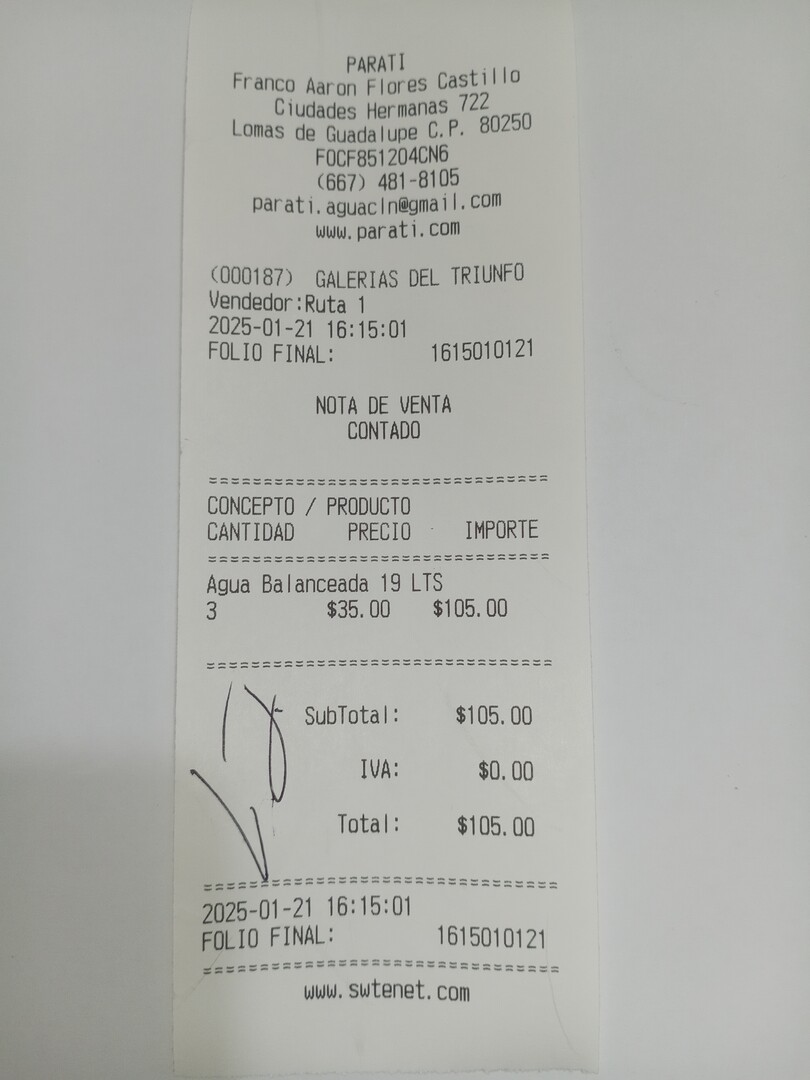 PARATI
Franco Aaron Flores Castillo
Ciudades Hermanas 722
Lomas de Guadalupe C.P. 80250
FOCF851204CN6
(667) 481-8105
parati.aguacln@gmail.com
www.parati.com
(000187) GALERIAS DEL TRIUNFO
Vendedor:Ruta 1
2025-01-21 16:15:01
FOLIO FINAL: 1615010121
NOTA DE VENTA
CONTADO
===============================
CONCEPTO / PRODUCTO
CANTIDAD PRECIO IMPORTE
===============================
Agua Balanceada 19 LTS
3 $35.00 $105.00
===============================
SubTotal: $105.00
IVA: $0.00
Total: $105.00
===============================
2025-01-21 16:15:01
FOLIO FINAL: 1615010121
===============================
www.swtenet.com